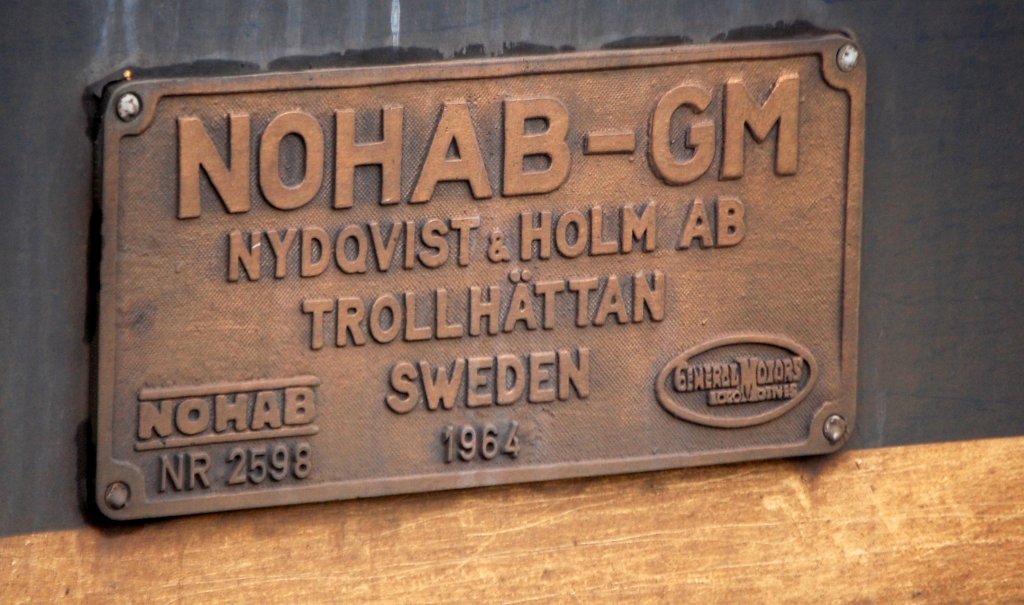 NOHAB-GM
NYDQVIST & HOLM AB
TROLLHÄTTAN
SWEDEN
1964
NOHAB
NR 2598
GENERAL MOTORS
LOCOMOTIVES